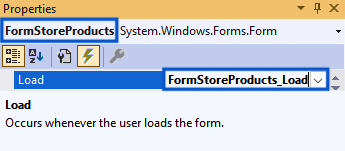 Properties
FormStoreProducts System.Windows.Forms.Form
Load FormStoreProducts_Load
Load
Occurs whenever the user loads the form.